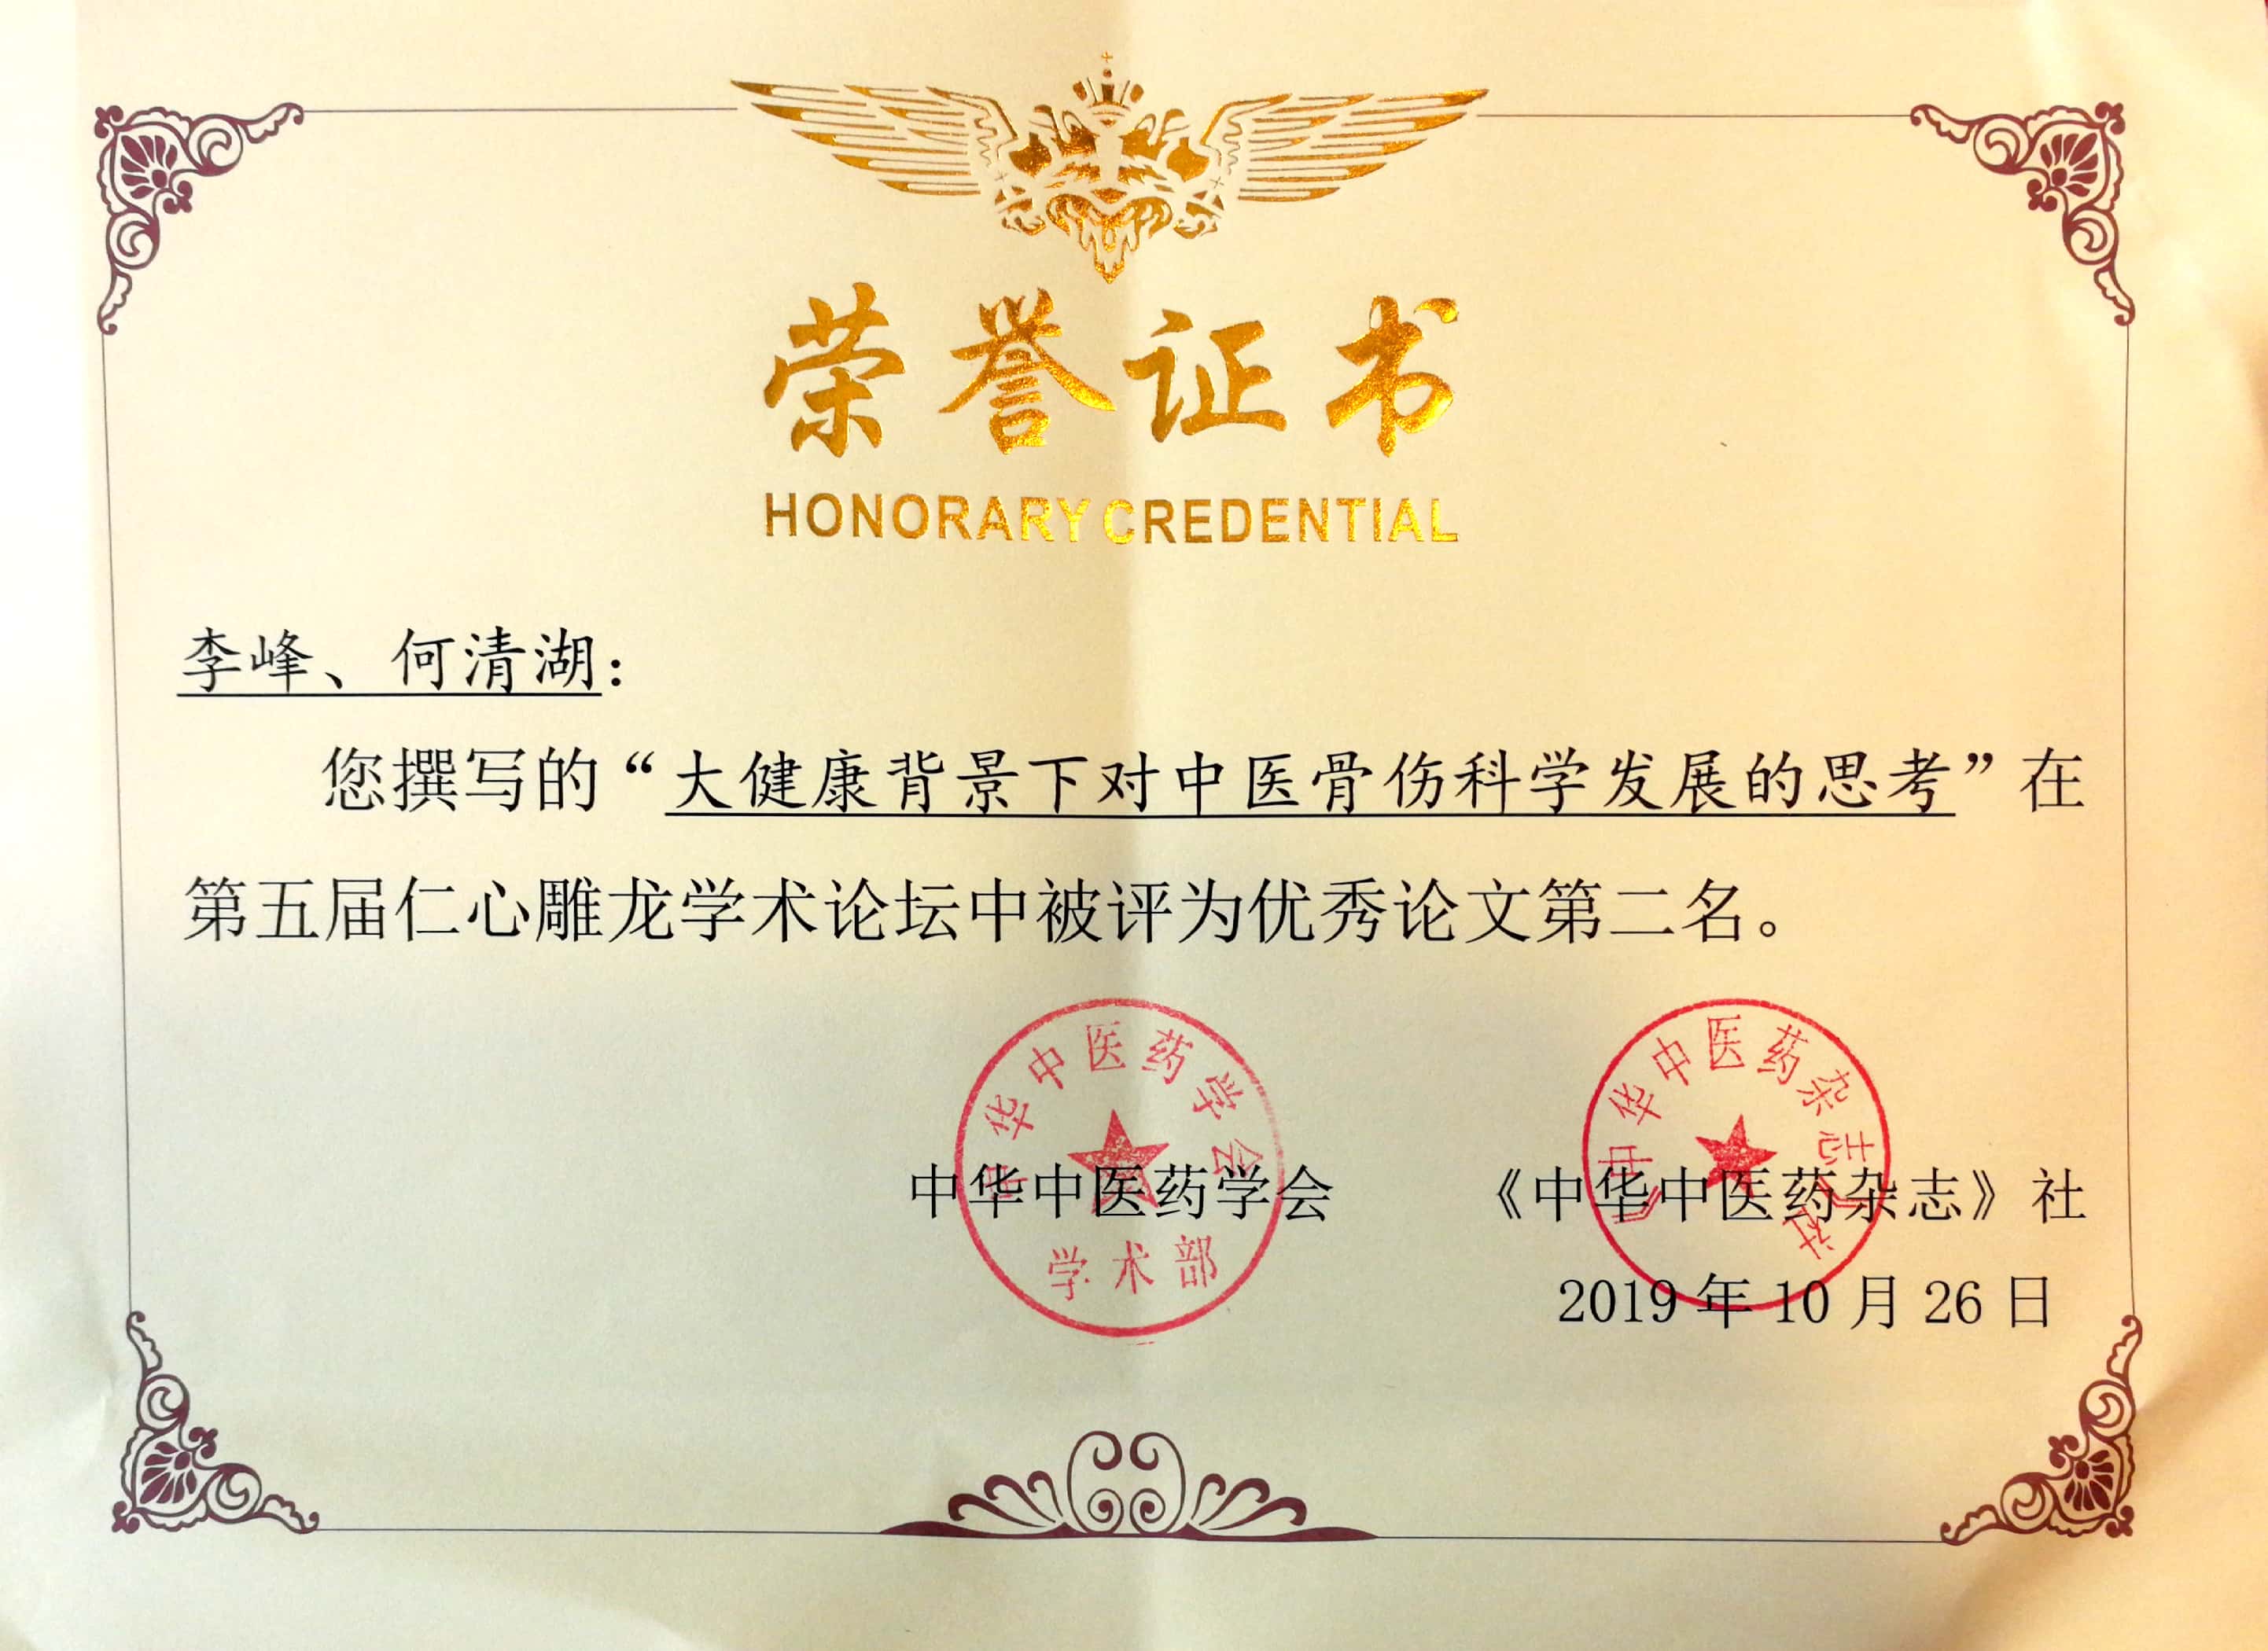 荣誉证书
HONORARY CREDENTIAL
李峰、何清湖：
您撰写的“大健康背景下对中医骨伤科学发展的思考”在
第五届仁心雕龙学术论坛中被评为优秀论文第二名。
中华中医药学会
学术部
《中华中医药杂志》社
中华中医药学会 《中华中医药杂志》社
2019年10月26日